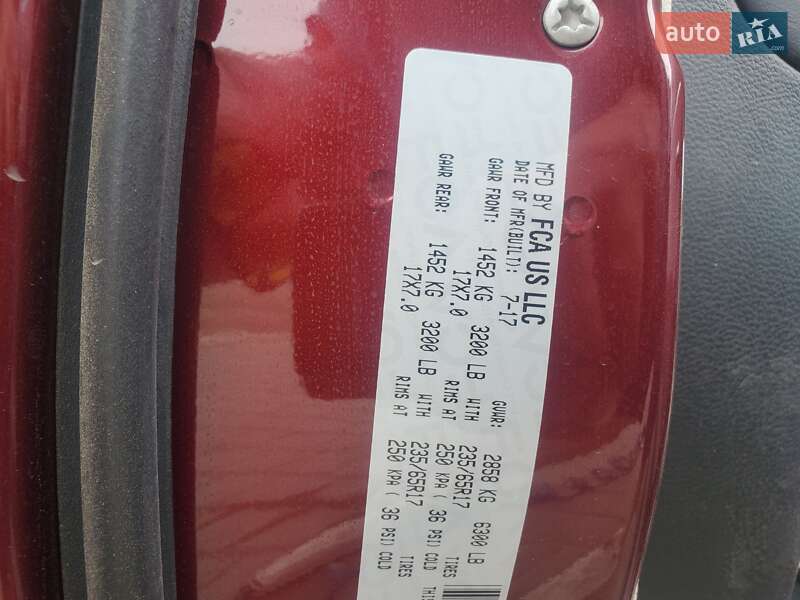 auto RIA.com
MFD BY FCA US LLC
DATE OF MFR(BUILT): 7-17 GVWR: 2858 KG 6300 LB
GAWR FRONT: 1452 KG 3200 LB WITH 235/65R17 TIRES
17X7.0 RIMS AT 250 KPA ( 36 PSI) COLD
GAWR REAR: 1452 KG 3200 LB WITH 235/65R17 TIRES
17X7.0 RIMS AT 250 KPA ( 36 PSI) COLD